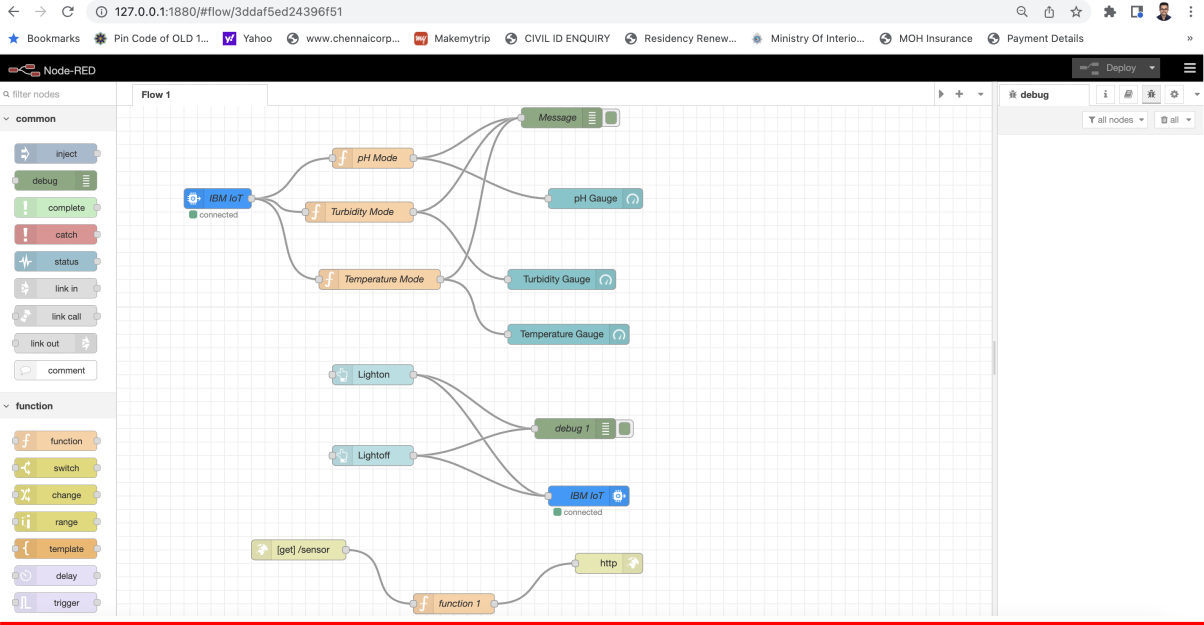 127.0.0.1:1880/#flow/3ddaf5ed24396f51
Bookmarks Pin Code of OLD 1... Yahoo www.chennaicorp... Makemytrip CIVIL ID ENQUIRY Residency Renew... Ministry Of Interio... MOH Insurance Payment Details »
Node-RED Deploy
filter nodes Flow 1 debug
common
all nodes all
inject
debug
complete
catch
status
link in
link call
link out
comment
function
function
switch
change
range
template
delay
trigger
Message
pH Mode
IBM IoT
connected
pH Gauge
Turbidity Mode
Temperature Mode
Turbidity Gauge
Temperature Gauge
Lighton
debug 1
Lightoff
IBM IoT
connected
[get] /sensor
http
function 1